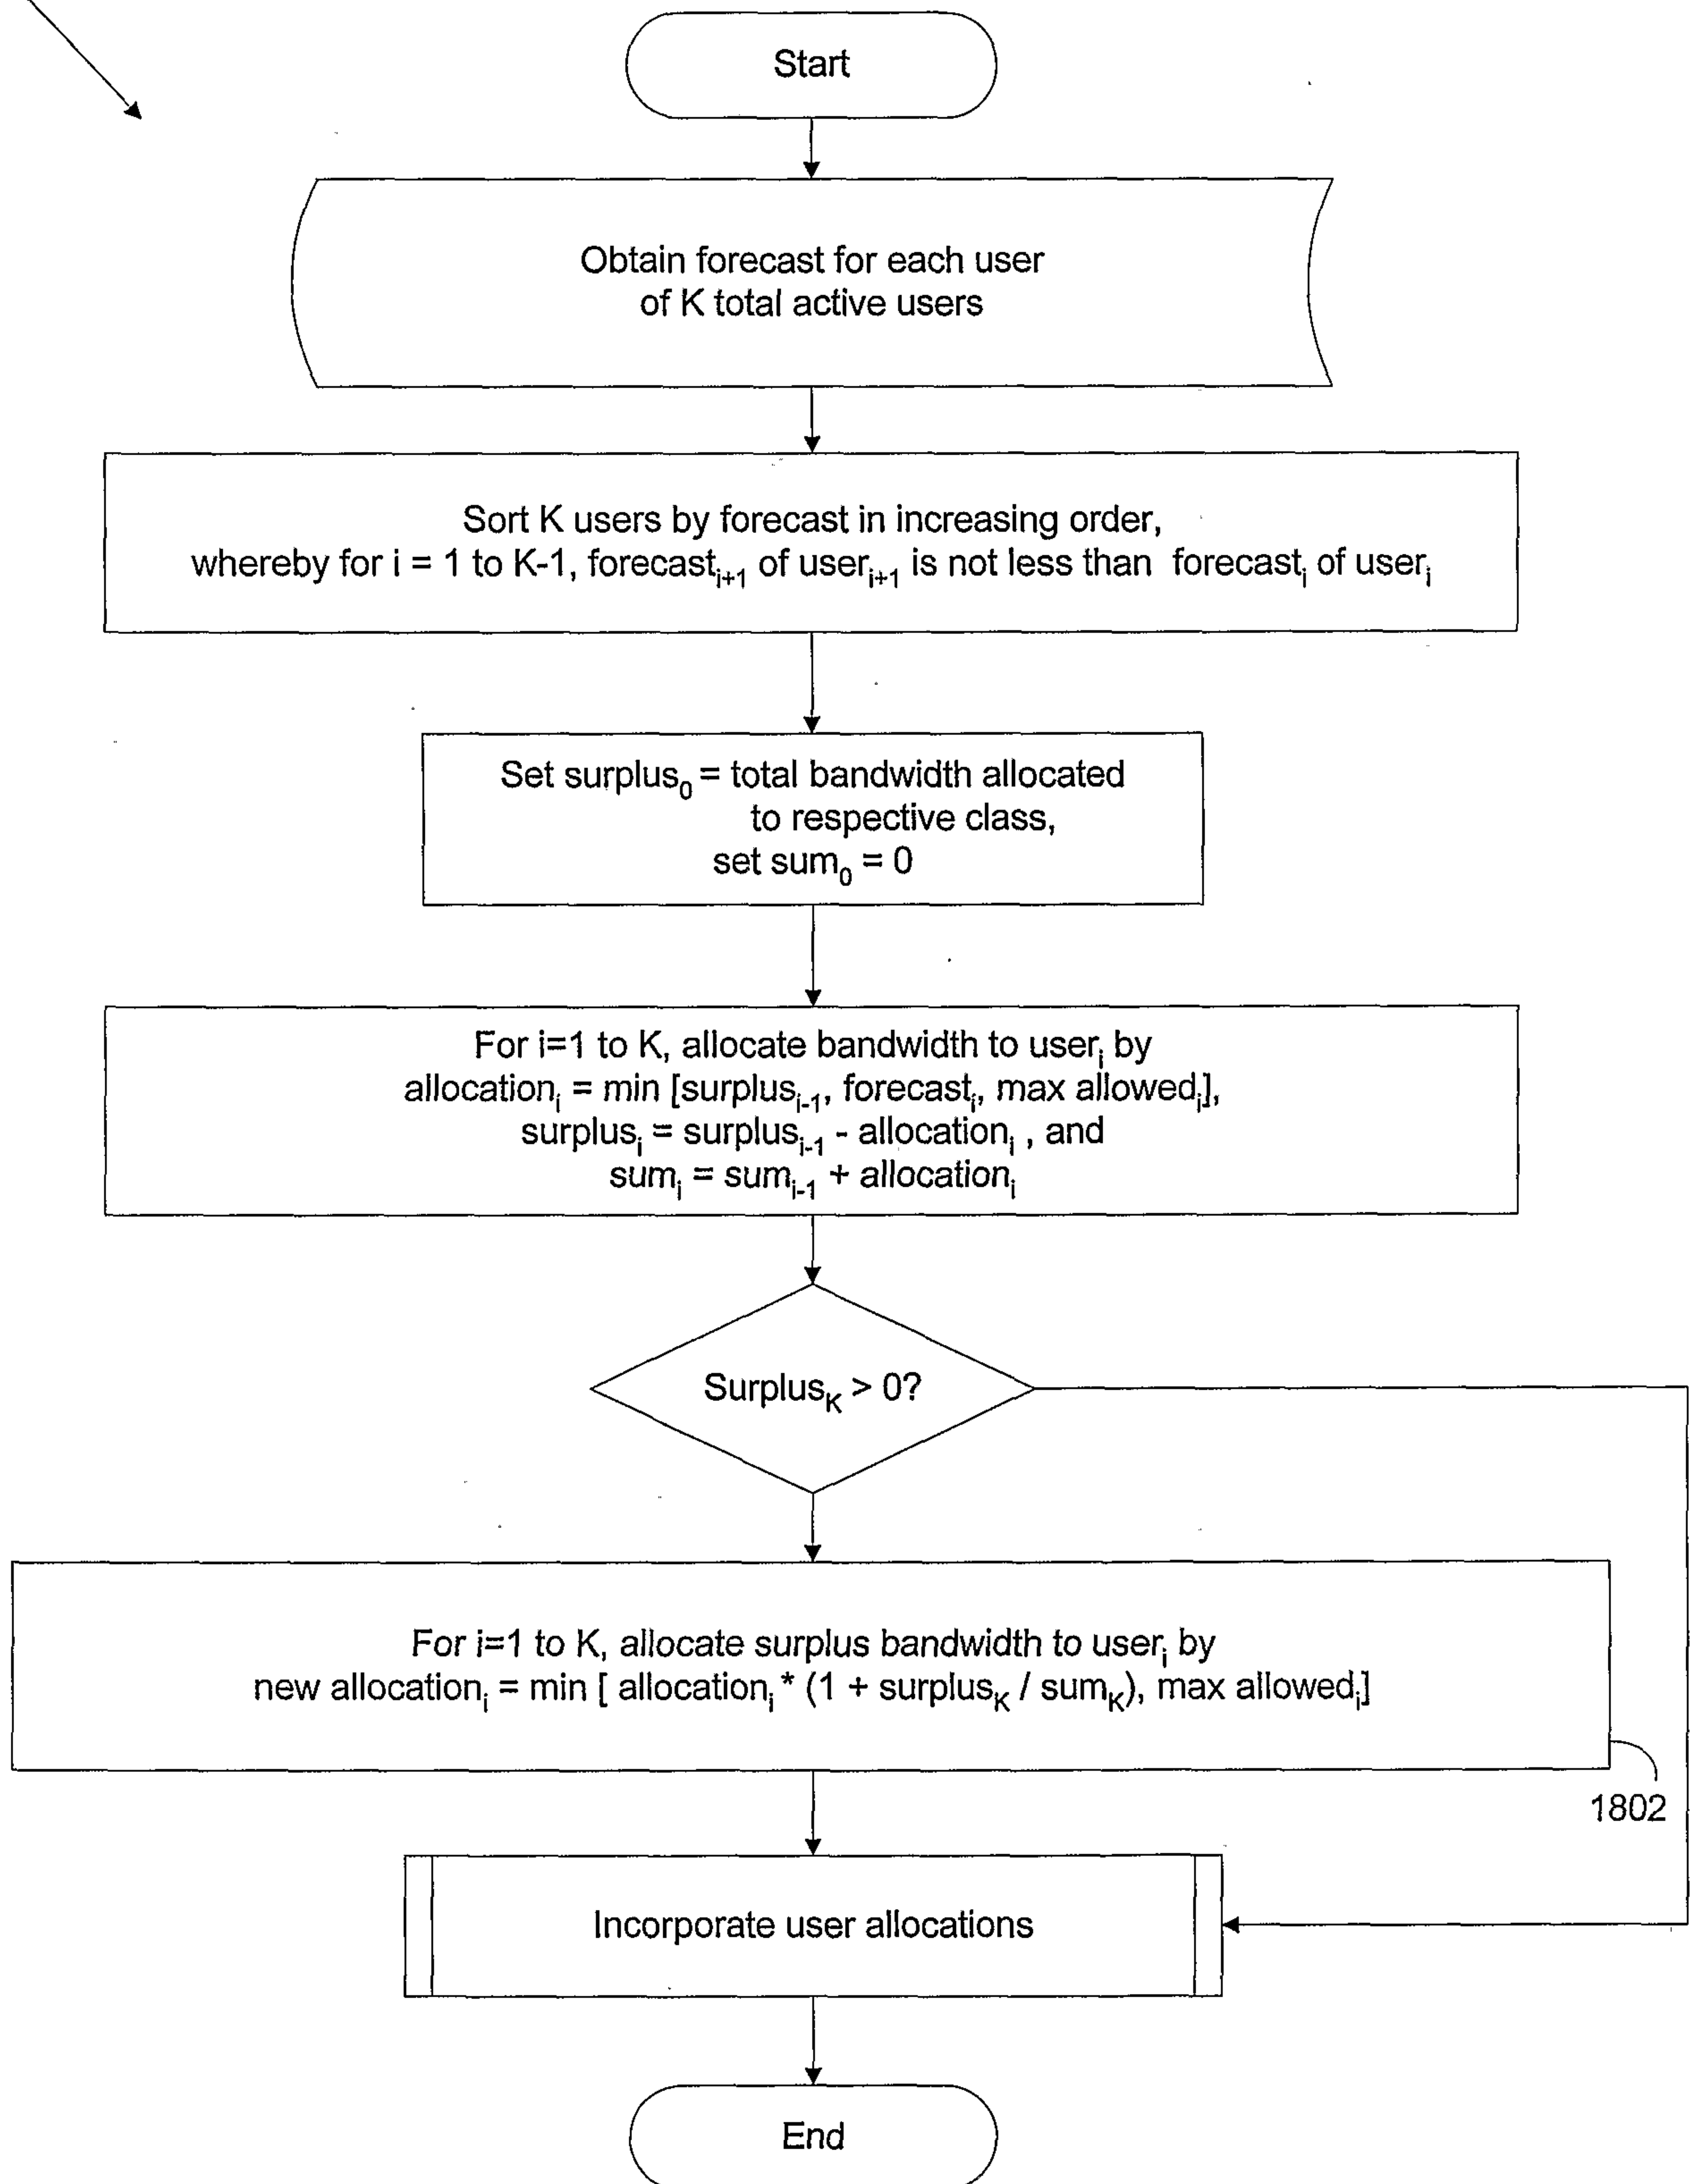 Start
Obtain forecast for each user
of K total active users
Sort K users by forecast in increasing order,
whereby for i = 1 to K-1, forecastᵢ₊₁ of userᵢ₊₁ is not less than forecastᵢ of userᵢ
Set surplus₀ = total bandwidth allocated
to respective class,
set sum₀ = 0
For i=1 to K, allocate bandwidth to userᵢ by
allocationᵢ = min [surplusᵢ₋₁, forecastᵢ, max allowedᵢ],
surplusᵢ = surplusᵢ₋₁ - allocationᵢ , and
sumᵢ = sumᵢ₋₁ + allocationᵢ
Surplus_K > 0?
For i=1 to K, allocate surplus bandwidth to userᵢ by
new allocationᵢ = min [ allocationᵢ * (1 + surplus_K / sum_K), max allowedᵢ]
1802
Incorporate user allocations
End